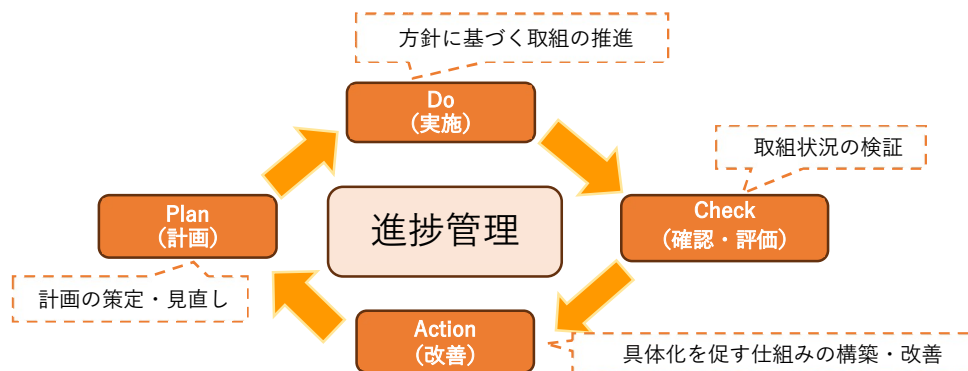 方針に基づく取組の推進
Do
(実施)
取組状況の検証
Check
(確認・評価)
進捗管理
Plan
(計画)
計画の策定・見直し
Action
(改善)
具体化を促す仕組みの構築・改善